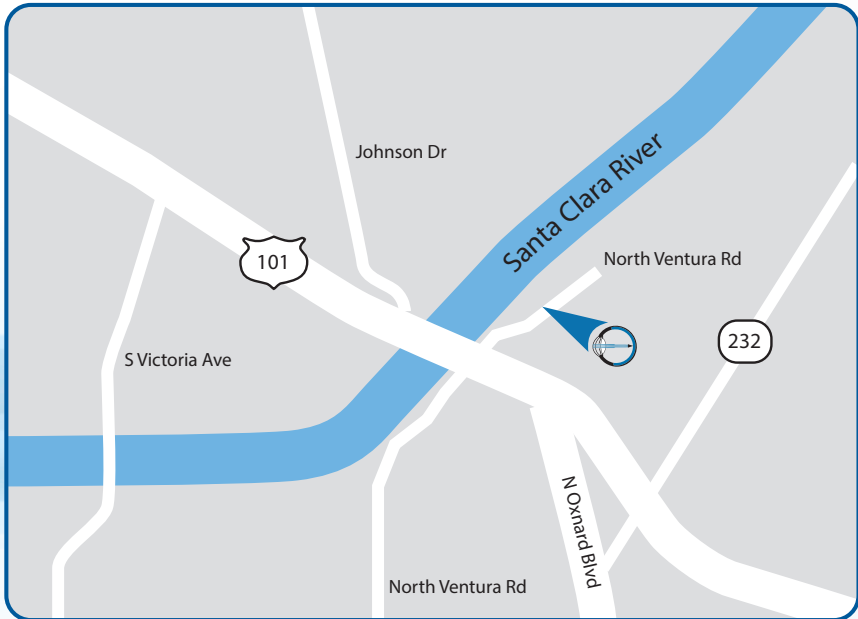 Johnson Dr
Santa Clara River
101
North Ventura Rd
232
S Victoria Ave
N Oxnard Blvd
North Ventura Rd